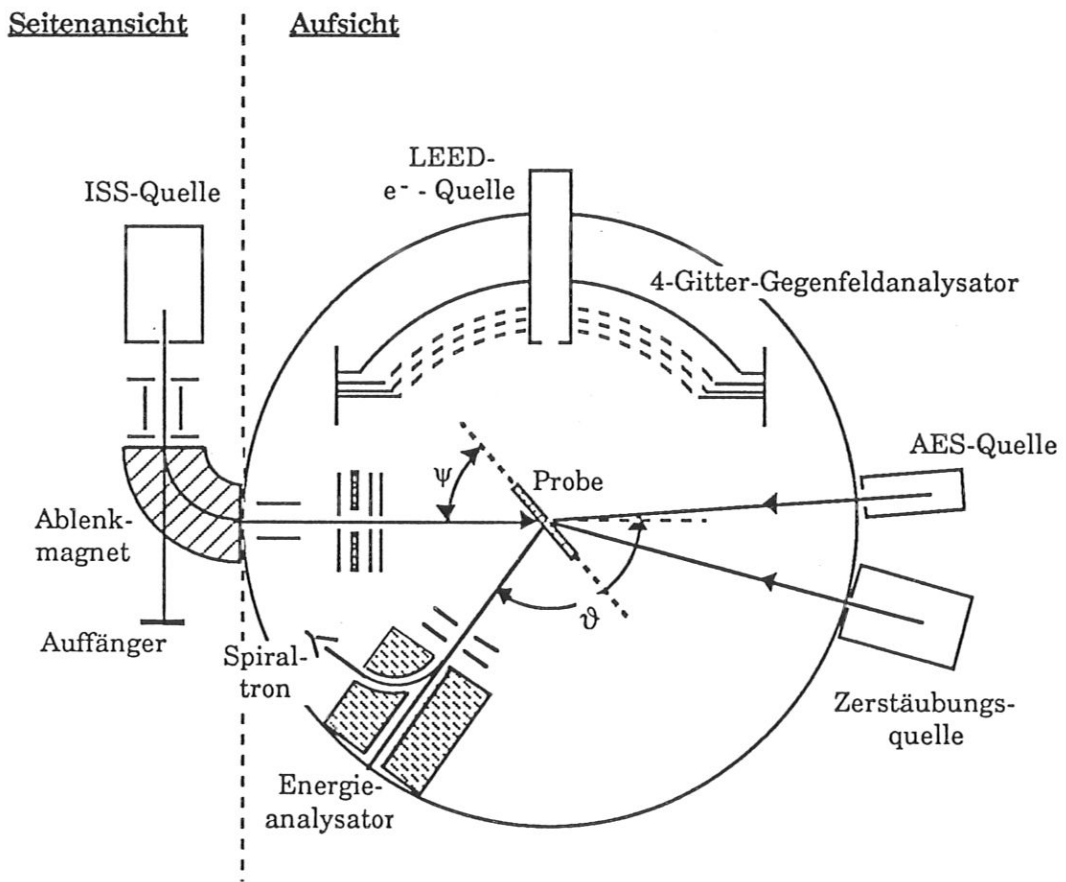 Seitenansicht
Aufsicht
LEED-
e⁻ - Quelle
ISS-Quelle
4-Gitter-Gegenfeldanalysator
AES-Quelle
ψ
Probe
Ablenk-
magnet
ϑ
Auffänger
Spiral-
tron
Zerstäubungs-
quelle
Energie-
analysator